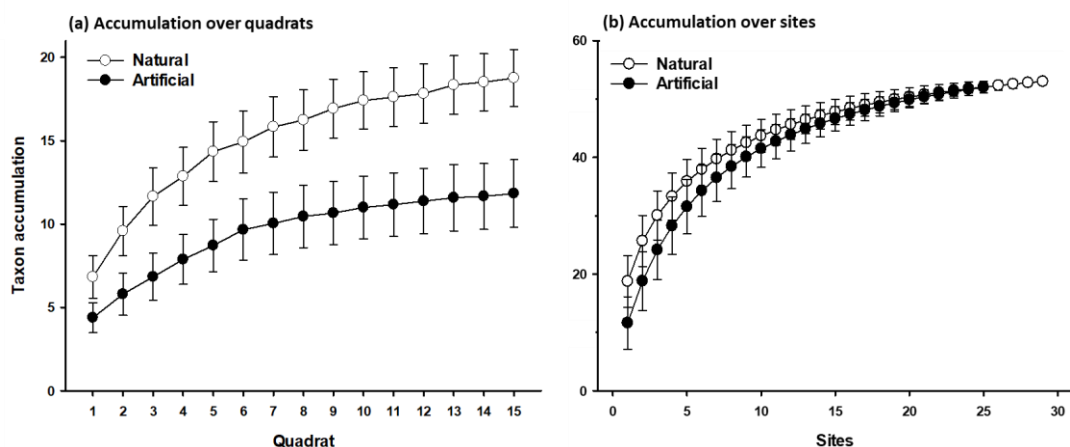 (a) Accumulation over quadrats
Natural
Artificial
Taxon accumulation
20
15
10
5
0
1 2 3 4 5 6 7 8 9 10 11 12 13 14 15
Quadrat
(b) Accumulation over sites
Natural
Artificial
60
40
20
0
0 5 10 15 20 25 30
Sites